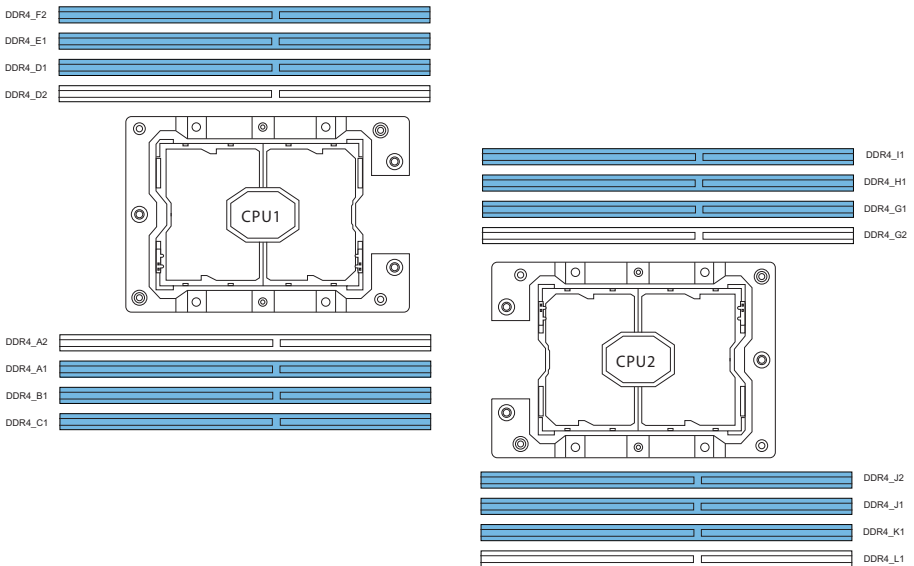 DDR4_F2
DDR4_E1
DDR4_D1
DDR4_D2
CPU1
DDR4_A2
DDR4_A1
DDR4_B1
DDR4_C1
DDR4_I1
DDR4_H1
DDR4_G1
DDR4_G2
CPU2
DDR4_J2
DDR4_J1
DDR4_K1
DDR4_L1